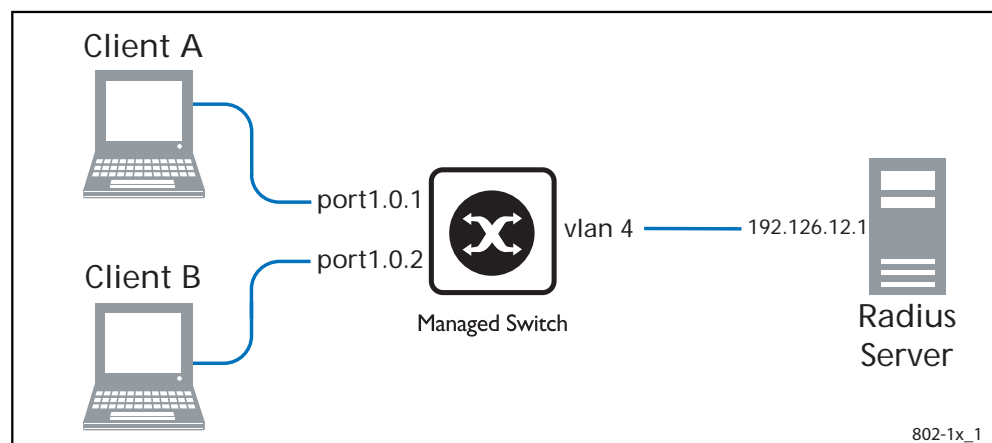 Client A
port1.0.1
vlan 4
192.126.12.1
port1.0.2
Client B
Managed Switch
Radius
Server
802-1x_1